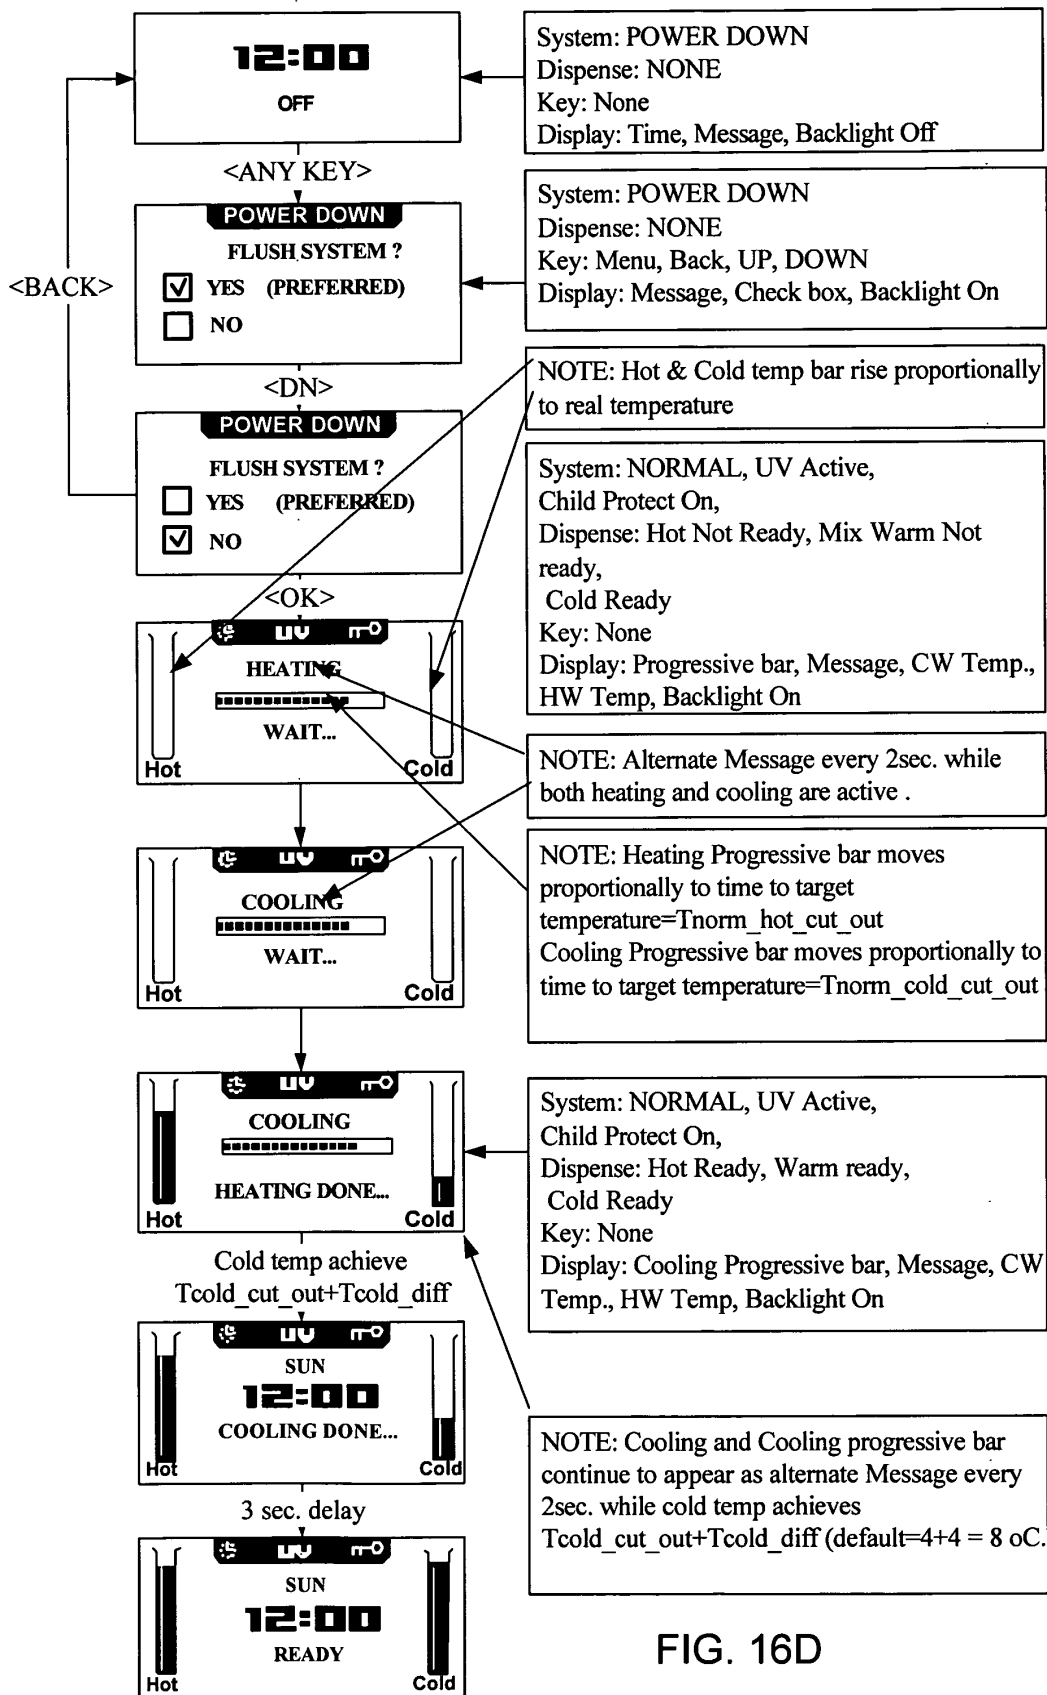 12:00
OFF
System: POWER DOWN
Dispense: NONE
Key: None
Display: Time, Message, Backlight Off
<ANY KEY>
POWER DOWN
FLUSH SYSTEM ?
YES (PREFERRED)
NO
<BACK>
System: POWER DOWN
Dispense: NONE
Key: Menu, Back, UP, DOWN
Display: Message, Check box, Backlight On
<DN>
POWER DOWN
FLUSH SYSTEM ?
YES (PREFERRED)
NO
NOTE: Hot & Cold temp bar rise proportionally
to real temperature
<OK>
UV
HEATING
WAIT...
Hot
Cold
System: NORMAL, UV Active,
Child Protect On,
Dispense: Hot Not Ready, Mix Warm Not
ready,
Cold Ready
Key: None
Display: Progressive bar, Message, CW Temp.,
HW Temp, Backlight On
NOTE: Alternate Message every 2sec. while
both heating and cooling are active .
UV
COOLING
WAIT...
Hot
Cold
NOTE: Heating Progressive bar moves
proportionally to time to target
temperature=Tnorm_hot_cut_out
Cooling Progressive bar moves proportionally to
time to target temperature=Tnorm_cold_cut_out
UV
COOLING
HEATING DONE...
Hot
Cold
System: NORMAL, UV Active,
Child Protect On,
Dispense: Hot Ready, Warm ready,
Cold Ready
Key: None
Display: Cooling Progressive bar, Message, CW
Temp., HW Temp, Backlight On
Cold temp achieve
Tcold_cut_out+Tcold_diff
UV
SUN
12:00
COOLING DONE...
Hot
Cold
NOTE: Cooling and Cooling progressive bar
continue to appear as alternate Message every
2sec. while cold temp achieves
Tcold_cut_out+Tcold_diff (default=4+4 = 8 oC.
3 sec. delay
UV
SUN
12:00
READY
Hot
Cold
FIG. 16D